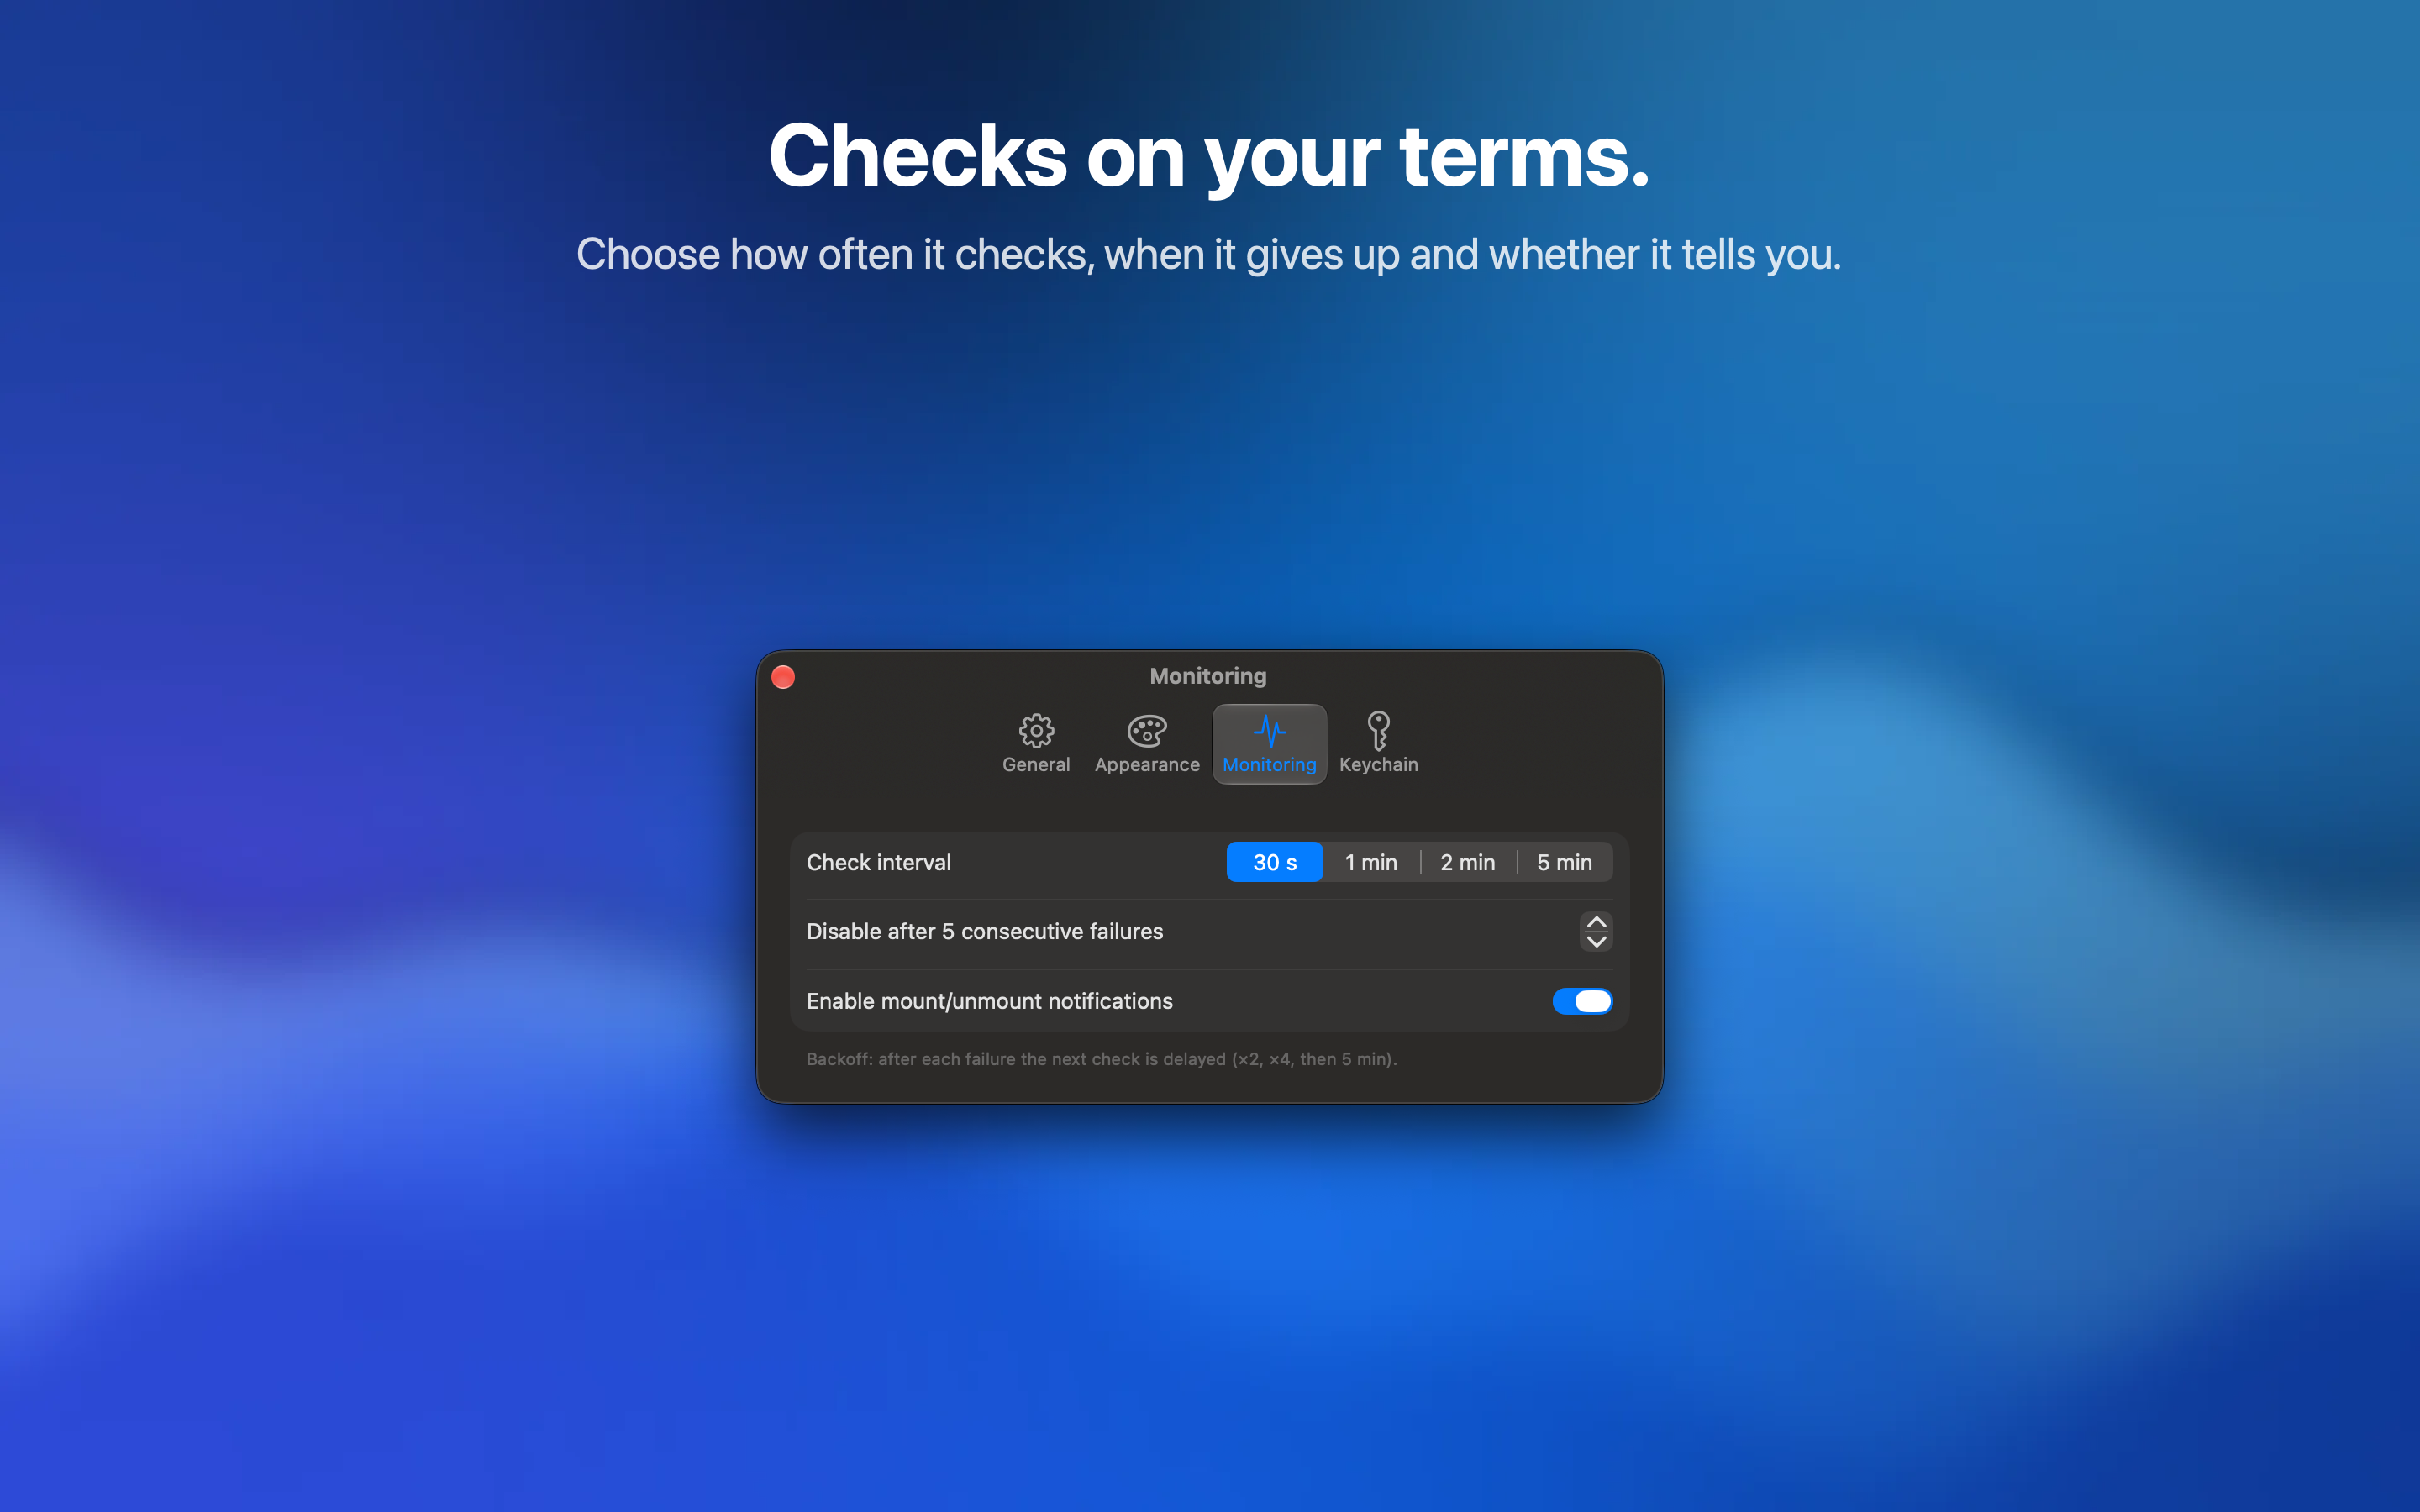 Checks on your terms.
Choose how often it checks, when it gives up and whether it tells you.
Monitoring
General Appearance Monitoring Keychain
Check interval 30 s 1 min 2 min 5 min
Disable after 5 consecutive failures
Enable mount/unmount notifications
Backoff: after each failure the next check is delayed (×2, ×4, then 5 min).